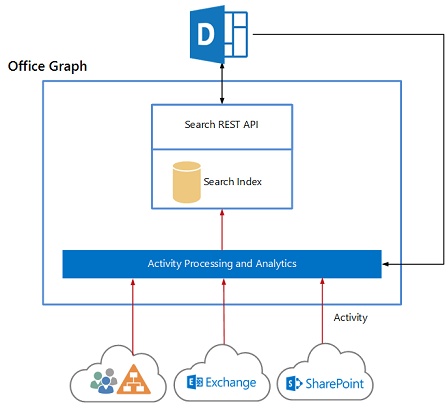 D
Office Graph
Search REST API
Search Index
Activity Processing and Analytics
Activity
E Exchange
S SharePoint